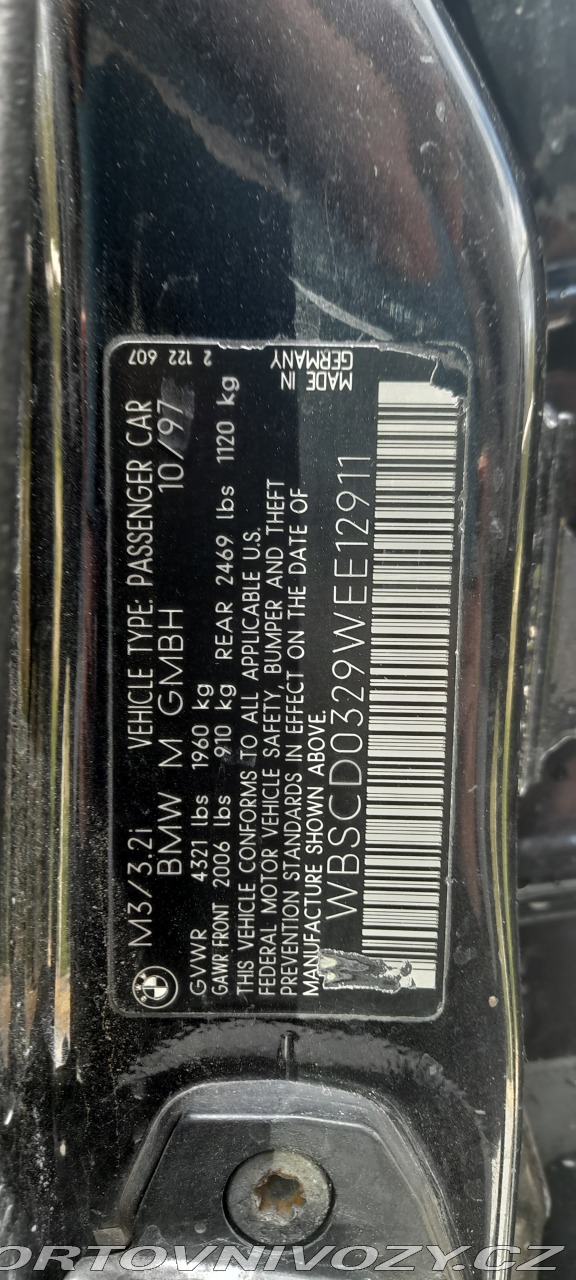 M3/3.2i VEHICLE TYPE: PASSENGER CAR 2 122 607
BMW M GMBH 10/97
GVWR 4321 lbs 1960 kg
GAWR FRONT 2006 lbs 910 kg REAR 2469 lbs 1120 kg
THIS VEHICLE CONFORMS TO ALL APPLICABLE U.S.
FEDERAL MOTOR VEHICLE SAFETY, BUMPER AND THEFT
PREVENTION STANDARDS IN EFFECT ON THE DATE OF
MANUFACTURE SHOWN ABOVE.
MADE IN
GERMANY
WBSCD0329WEE12911
ORTOVNIVOZY.CZ